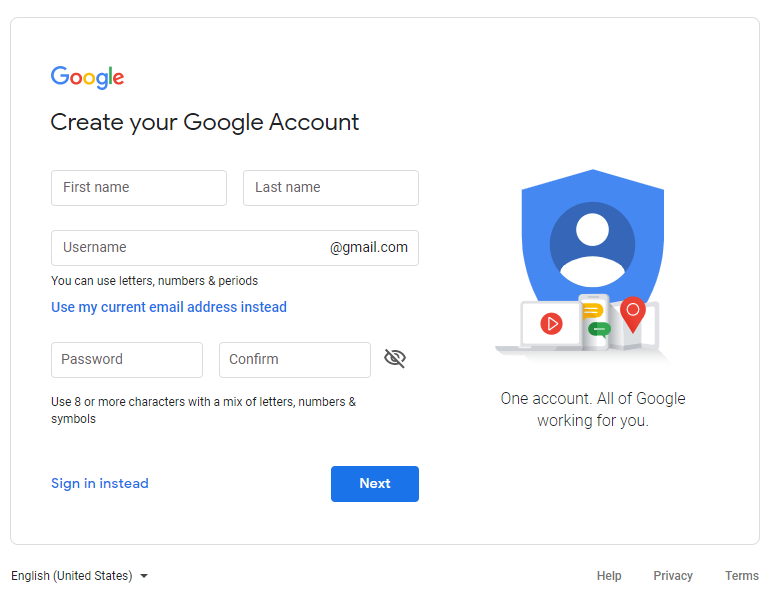 Google
Create your Google Account
First name
Last name
Username
@gmail.com
You can use letters, numbers & periods
Use my current email address instead
Password
Confirm
Use 8 or more characters with a mix of letters, numbers &
symbols
Sign in instead
Next
One account. All of Google
working for you.
English (United States)
Help
Privacy
Terms